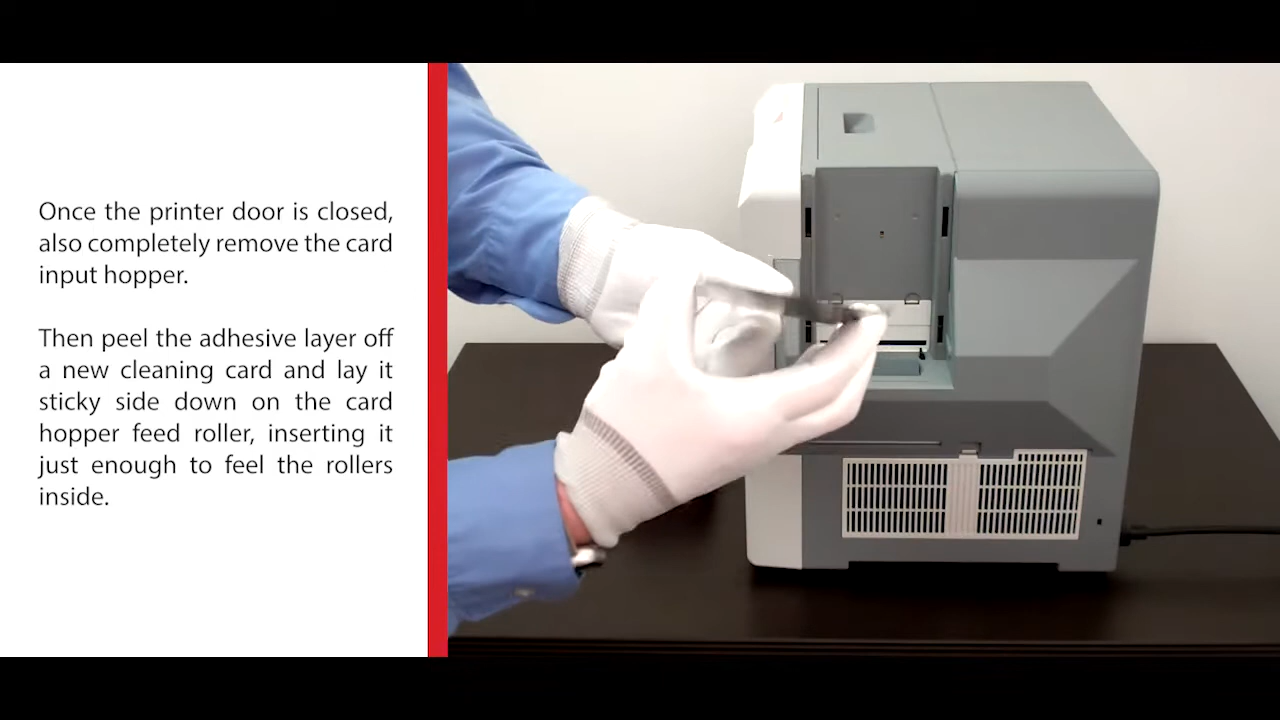 Once the printer door is closed,
also completely remove the card
input hopper.
Then peel the adhesive layer off
a new cleaning card and lay it
sticky side down on the card
hopper feed roller, inserting it
just enough to feel the rollers
inside.